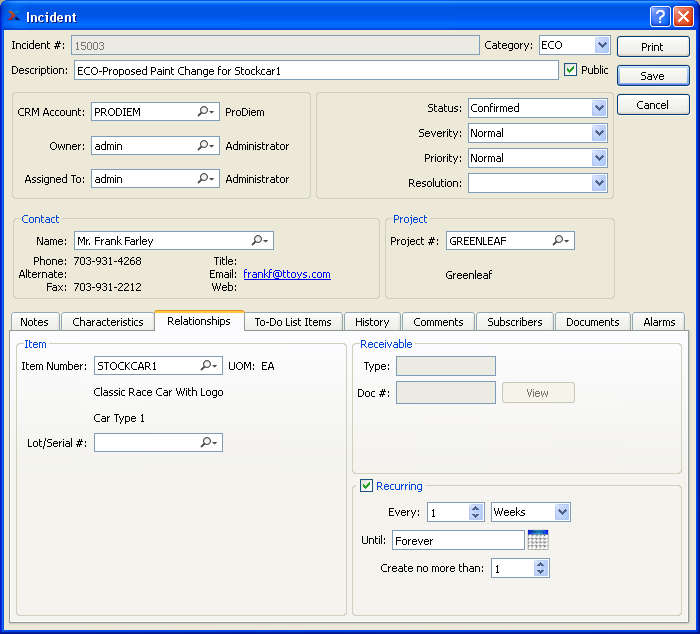 Incident
Incident #: 15003 Category: ECO Print
Description: ECO-Proposed Paint Change for Stockcar1 Public Save
Cancel
CRM Account: PRODIEM ProDiem
Owner: admin Administrator
Assigned To: admin Administrator
Status: Confirmed
Severity: Normal
Priority: Normal
Resolution:
Contact
Name: Mr. Frank Farley
Phone: 703-931-4268 Title:
Alternate: Email: frankf@ttoys.com
Fax: 703-931-2212 Web:
Project
Project #: GREENLEAF
Greenleaf
Notes Characteristics Relationships To-Do List Items History Comments Subscribers Documents Alarms
Item
Item Number: STOCKCAR1 UOM: EA
Classic Race Car With Logo
Car Type 1
Lot/Serial #:
Receivable
Type:
Doc #: View
Recurring
Every: 1 Weeks
Until: Forever
Create no more than: 1